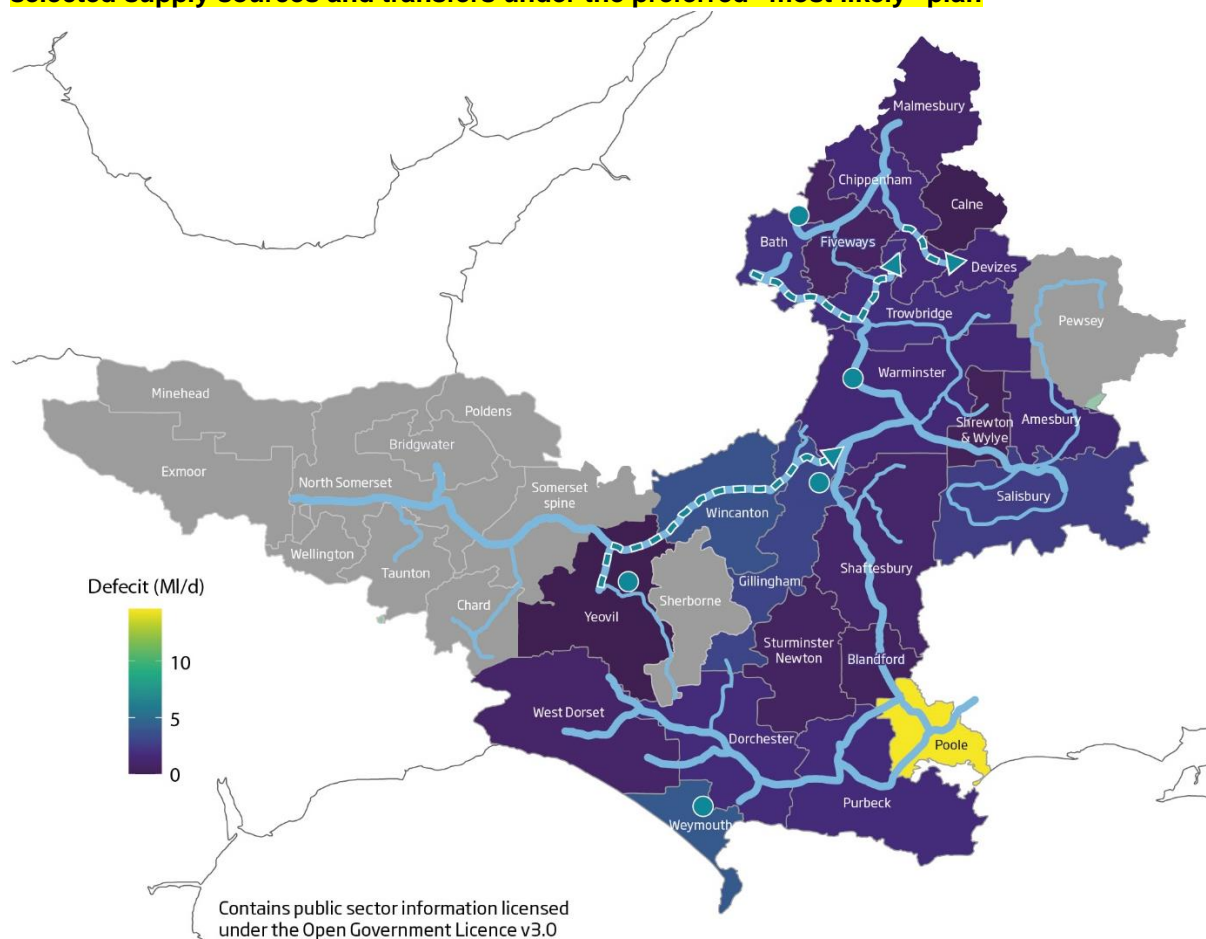 selected supply sources and transfers under the preferred "most likely" plan
Malmesbury
Chippenham
Calne
Bath
Fiveways
Devizes
Trowbridge
Pewsey
Warminster
Minehead
Poldens
Shrewton
& Wylye
Amesbury
Bridgwater
Exmoor
North Somerset
Somerset
spine
Salisbury
Wincanton
Wellington
Taunton
Shaftesbury
Defecit (Ml/d)
Gillingham
Chard
Sherborne
Yeovil
10
Sturminster
Newton
Blandford
5
West Dorset
Dorchester
Poole
0
Purbeck
Weymouth
Contains public sector information licensed
under the Open Government Licence v3.0